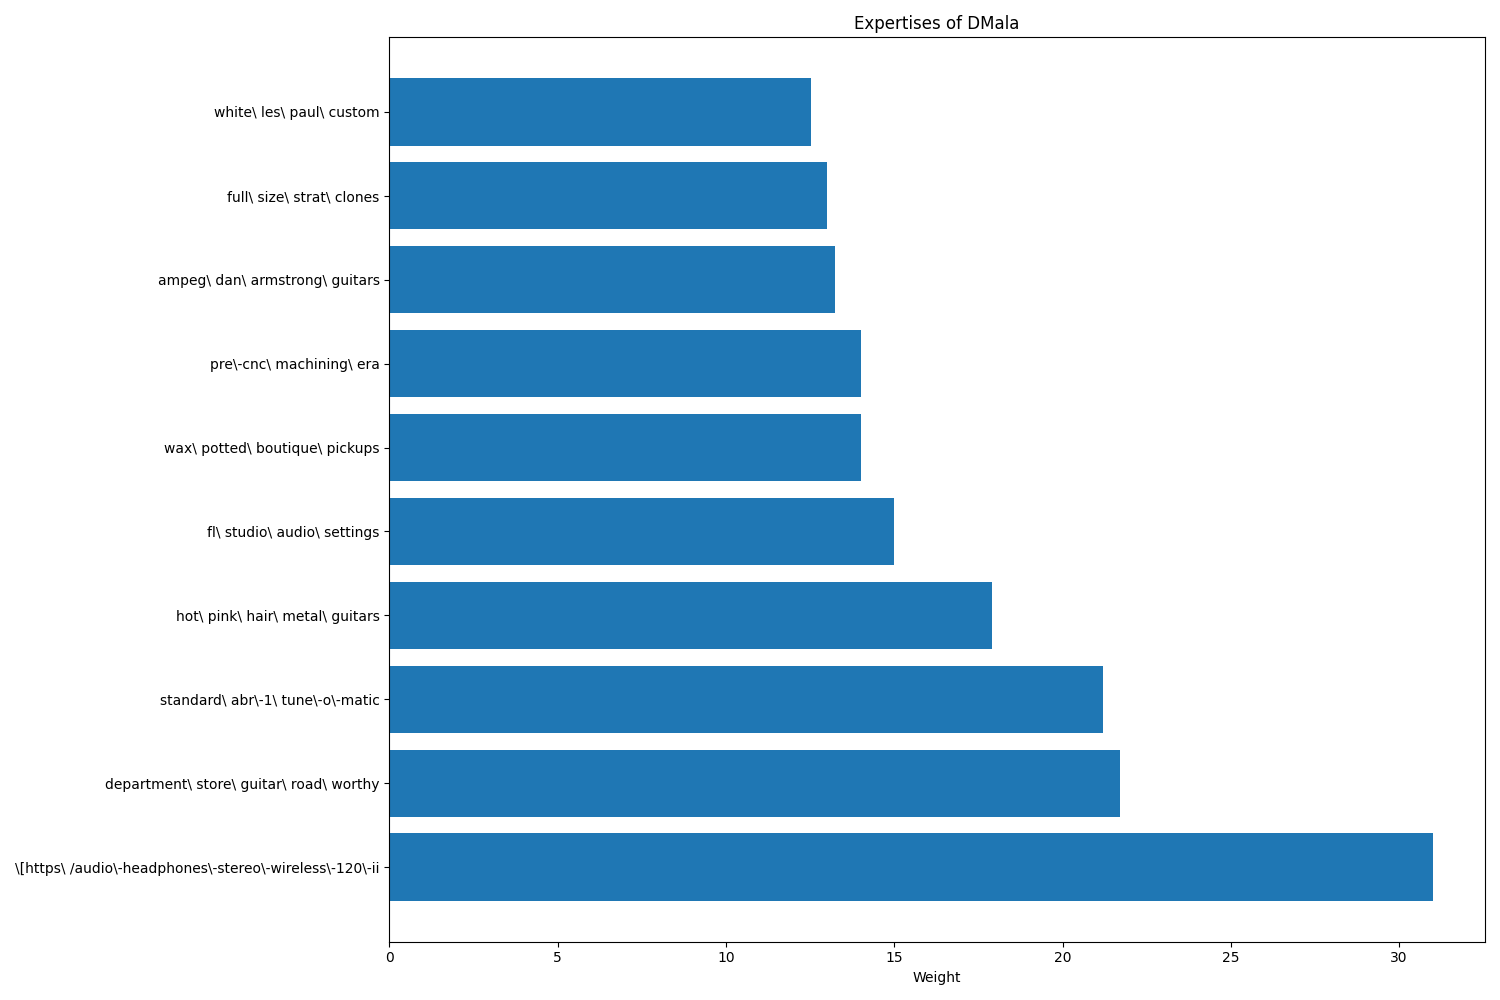 Expertises of DMala
white\ les\ paul\ custom
full\ size\ strat\ clones
ampeg\ dan\ armstrong\ guitars
pre\-cnc\ machining\ era
wax\ potted\ boutique\ pickups
fl\ studio\ audio\ settings
hot\ pink\ hair\ metal\ guitars
standard\ abr\-1\ tune\-o\-matic
department\ store\ guitar\ road\ worthy
\[https\ /audio\-headphones\-stereo\-wireless\-120\-ii
0 5 10 15 20 25 30
Weight